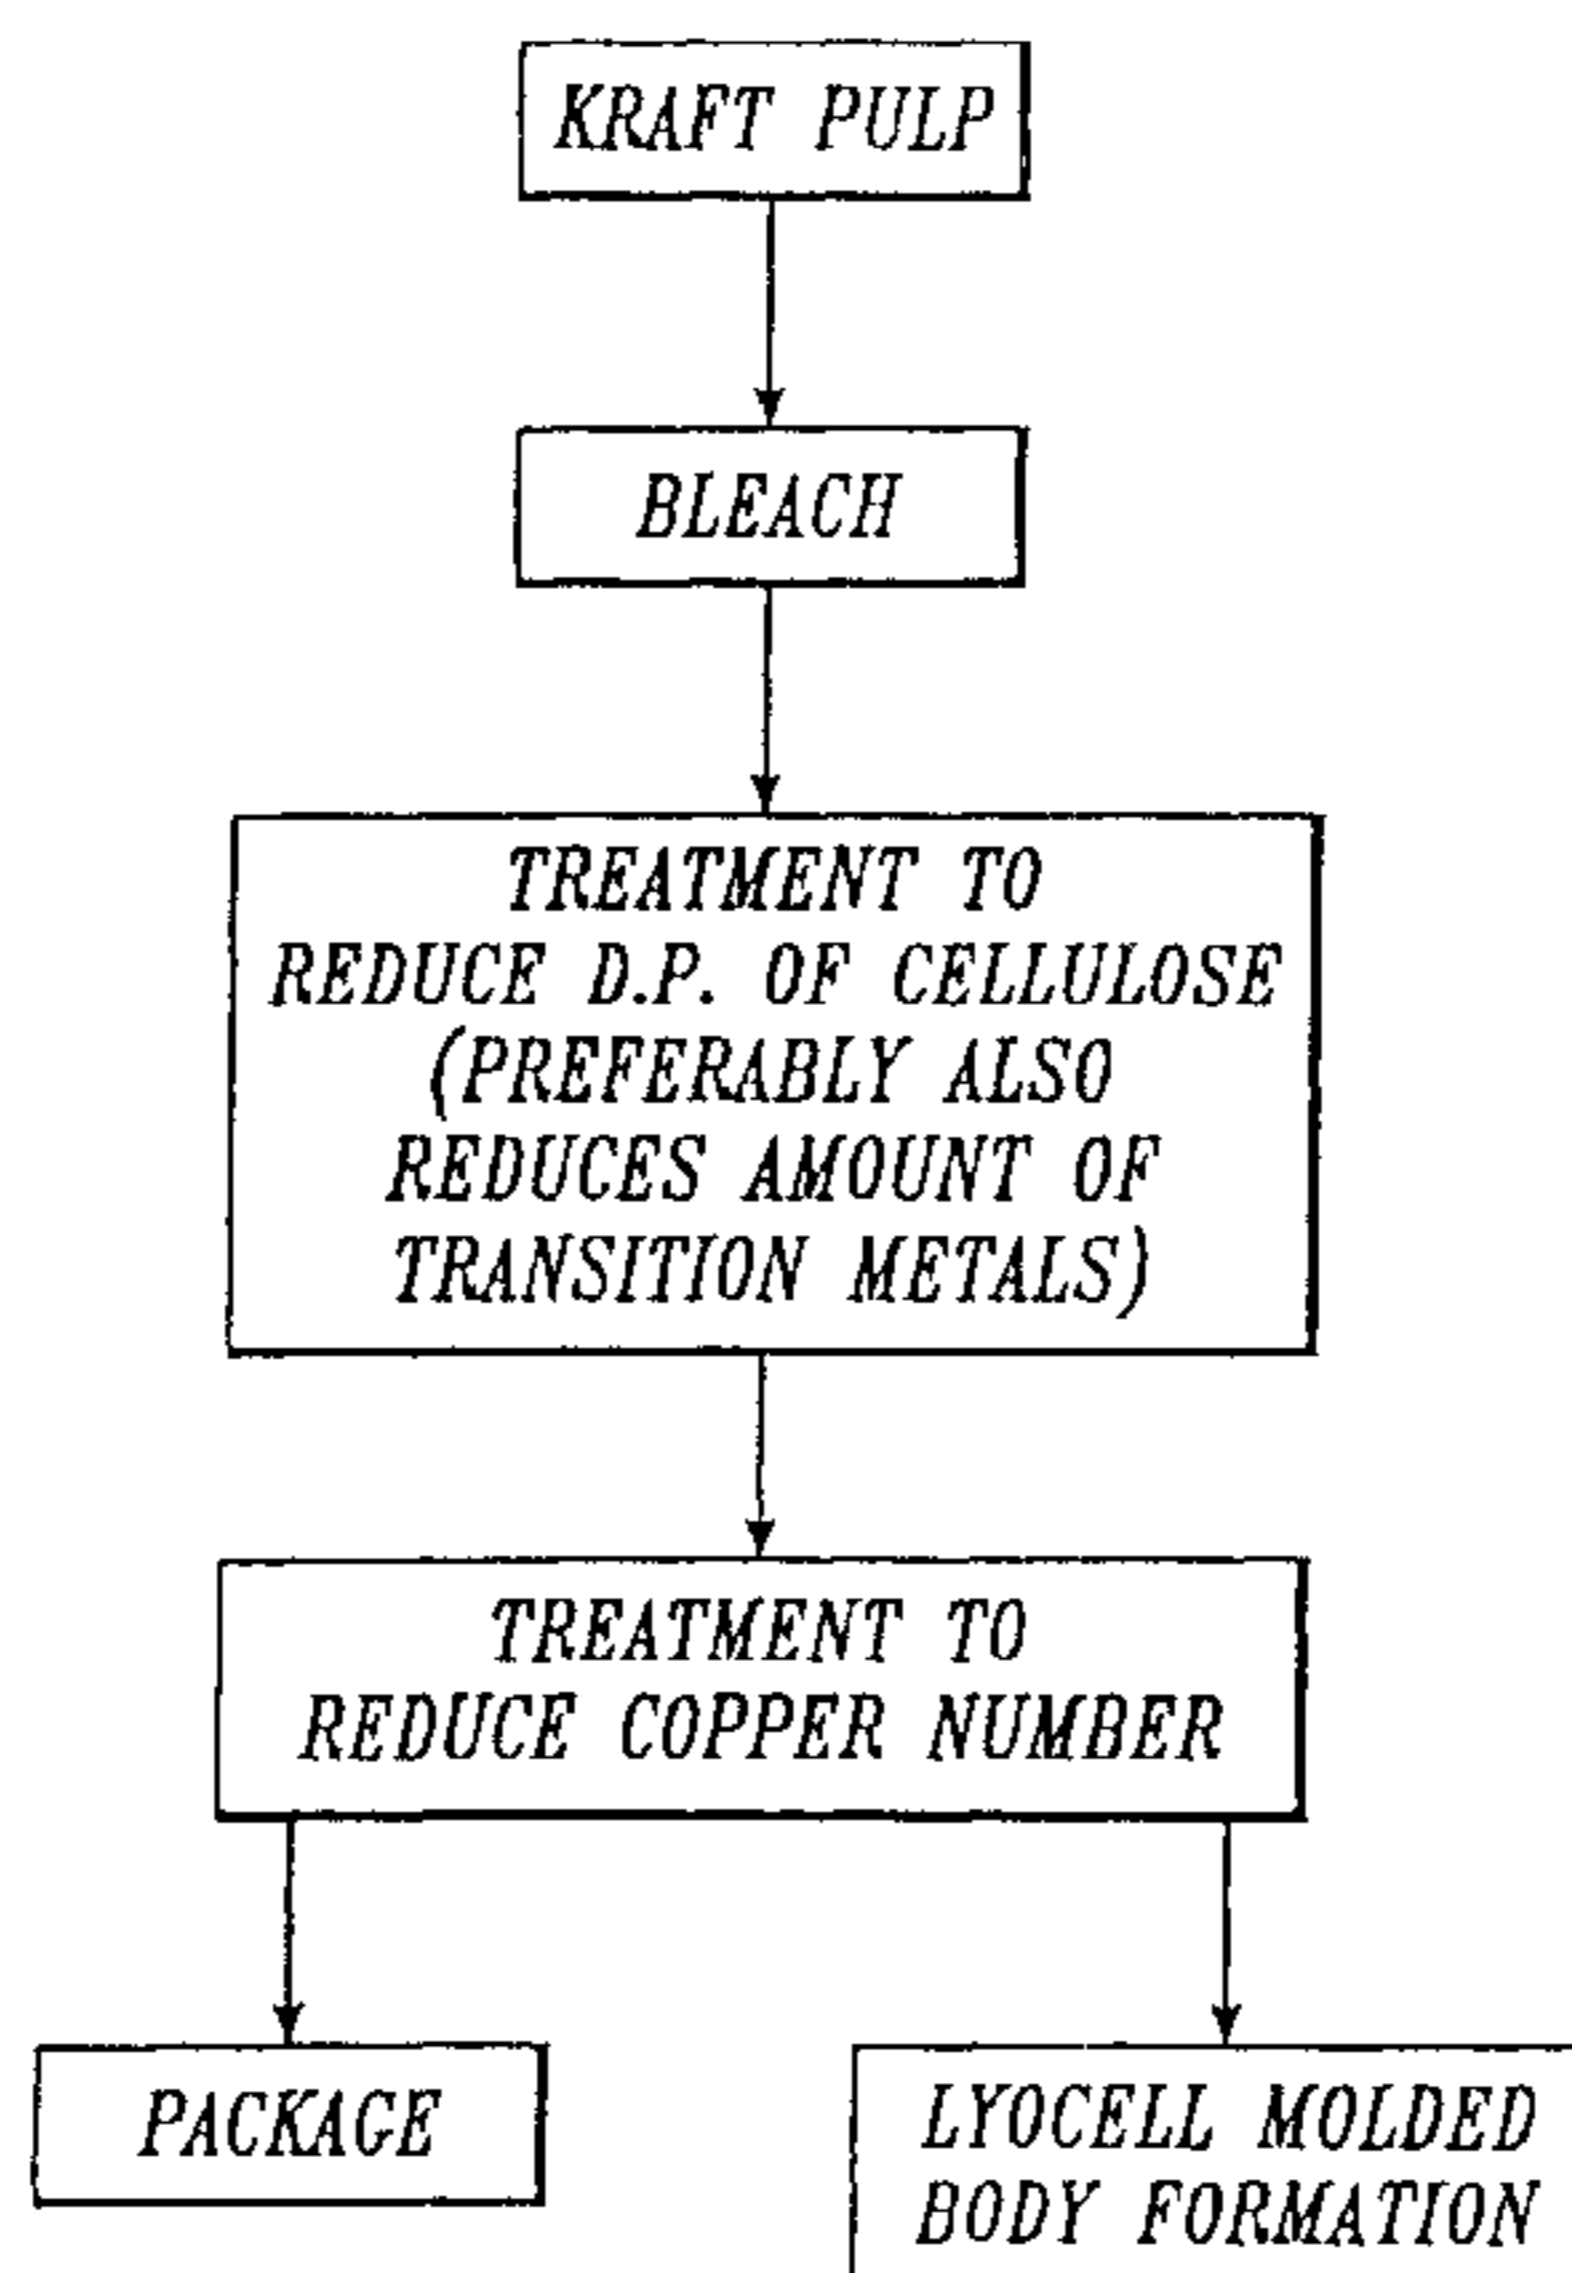 KRAFT PULP
BLEACH
TREATMENT TO
REDUCE D.P. OF CELLULOSE
(PREFERABLY ALSO
REDUCES AMOUNT OF
TRANSITION METALS)
TREATMENT TO
REDUCE COPPER NUMBER
PACKAGE
LYOCELL MOLDED
BODY FORMATION